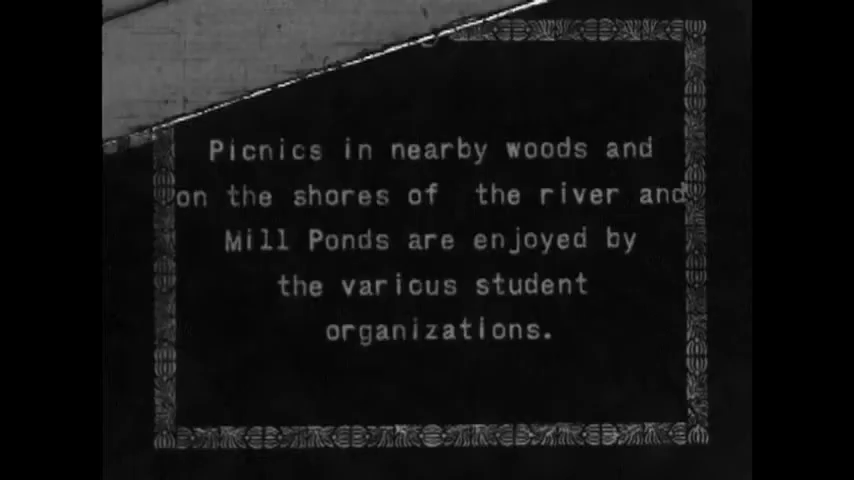 Picnics in nearby woods and
on the shores of the river and
Mill Ponds are enjoyed by
the various student
organizations.